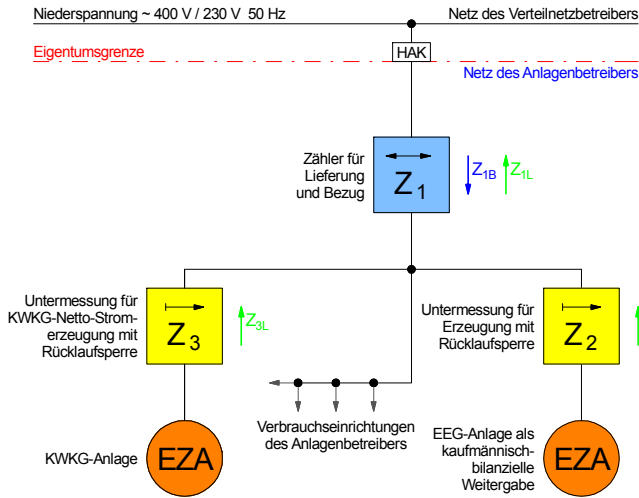 Niederspannung ~ 400 V / 230 V 50 Hz
Netz des Verteilnetzbetreibers
HAK
Eigentumsgrenze
Netz des Anlagenbetreibers
Zähler für
Lieferung
und Bezug
Z1
Z1B
Z1L
Untermessung für
KWKG-Netto-Strom-
erzeugung mit
Rücklaufsperre
Z3
Z3L
Untermessung für
Erzeugung mit
Rücklaufsperre
Z2
Verbrauchseinrichtungen
des Anlagenbetreibers
KWKG-Anlage
EZA
EEG-Anlage als
kaufmännisch-
bilanzielle
Weitergabe
EZA